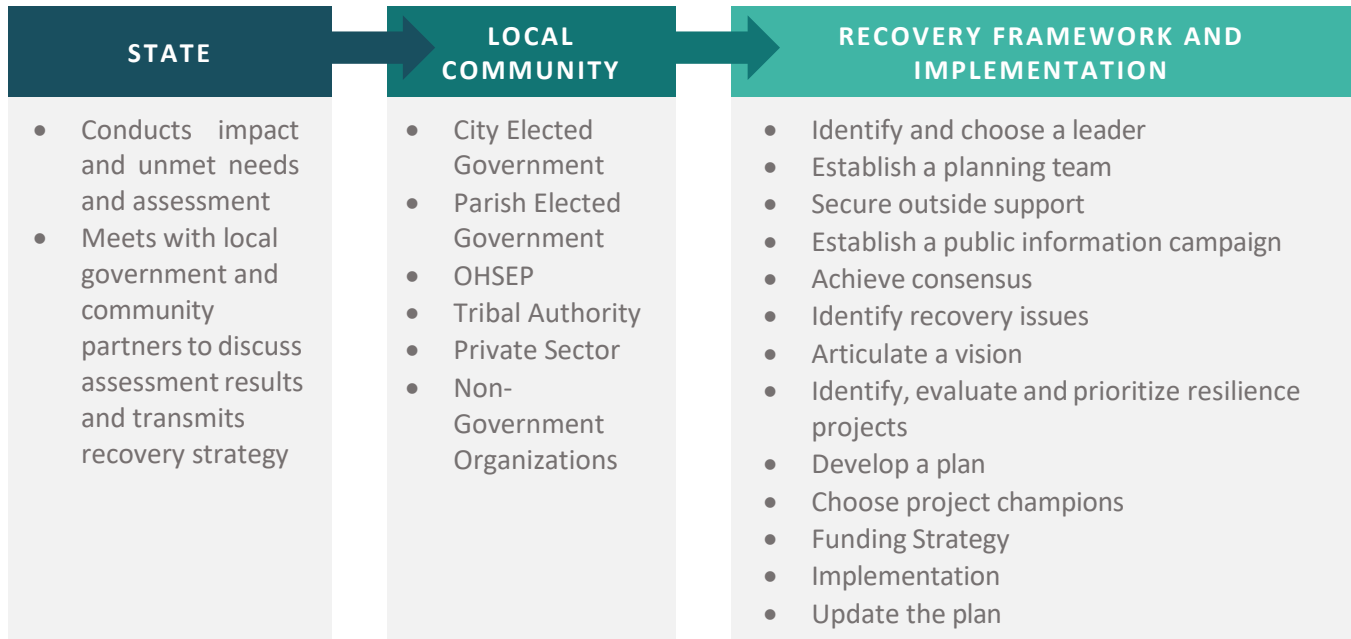 STATE
• Conducts impact
and unmet needs
and assessment
• Meets with local
government and
community
partners to discuss
assessment results
and transmits
recovery strategy
LOCAL
COMMUNITY
• City Elected
Government
• Parish Elected
Government
• OHSEP
• Tribal Authority
• Private Sector
• Non-
Government
Organizations
RECOVERY FRAMEWORK AND
IMPLEMENTATION
• Identify and choose a leader
• Establish a planning team
• Secure outside support
• Establish a public information campaign
• Achieve consensus
• Identify recovery issues
• Articulate a vision
• Identify, evaluate and prioritize resilience
projects
• Develop a plan
• Choose project champions
• Funding Strategy
• Implementation
• Update the plan